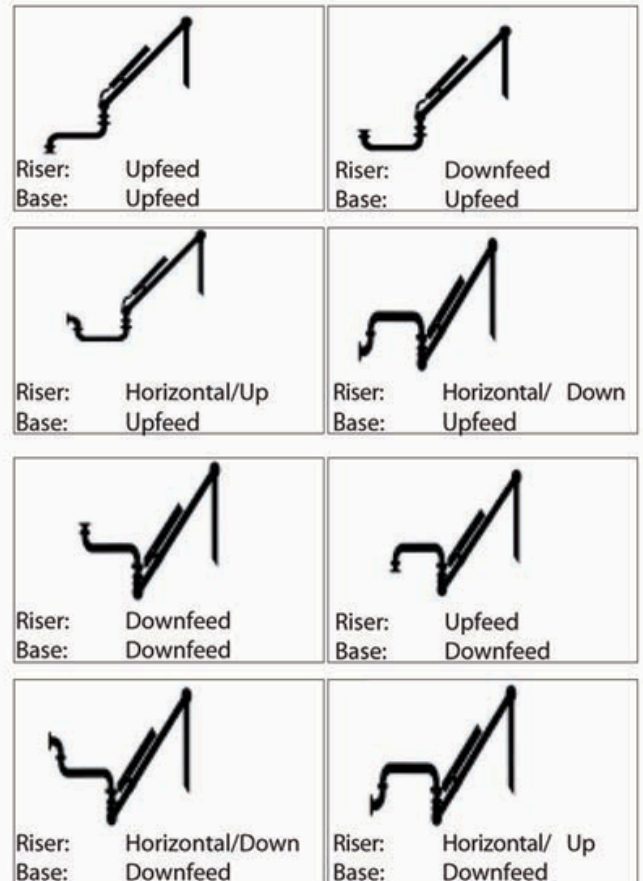 Riser: Upfeed
Base: Upfeed
Riser: Downfeed
Base: Upfeed
Riser: Horizontal/Up
Base: Upfeed
Riser: Horizontal/ Down
Base: Upfeed
Riser: Downfeed
Base: Downfeed
Riser: Upfeed
Base: Downfeed
Riser: Horizontal/Down
Base: Downfeed
Riser: Horizontal/ Up
Base: Downfeed